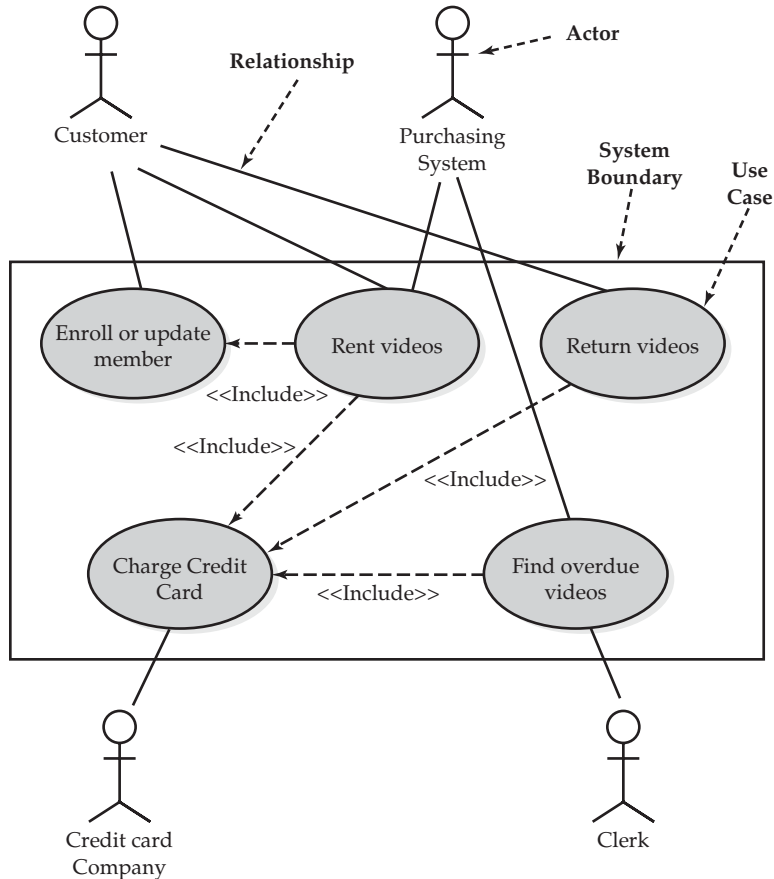 Actor
Relationship
Customer
Purchasing
System
System
Boundary
Use
Case
Enroll or update
member
Rent videos
Return videos
<<Include>>
<<Include>>
<<Include>>
Charge Credit
Card
Find overdue
videos
<<Include>>
Credit card
Company
Clerk